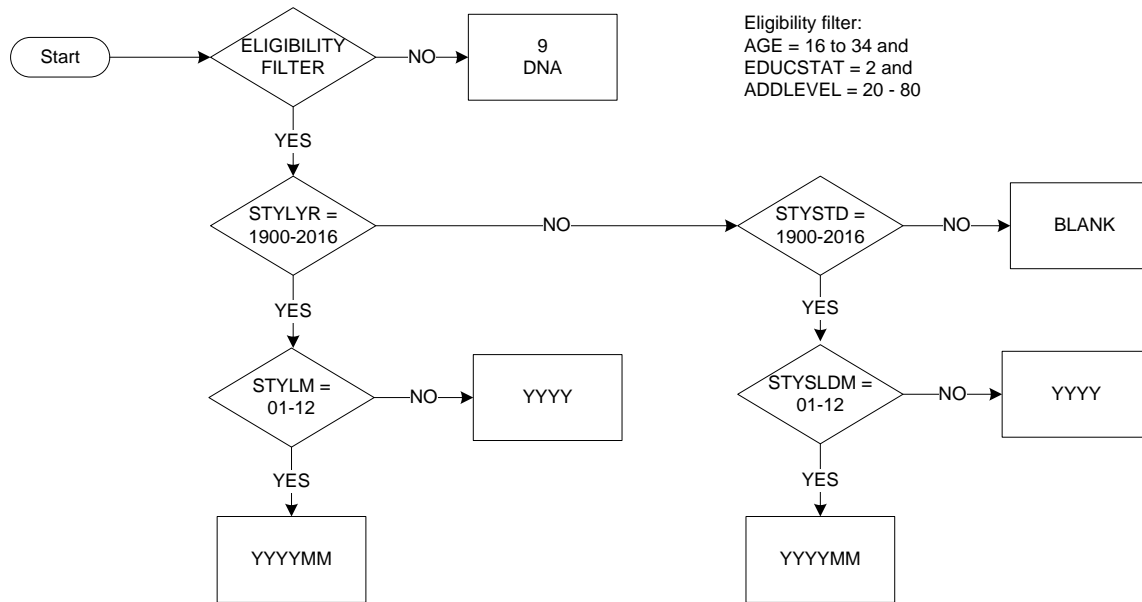 Start
ELIGIBILITY
FILTER
NO
9
DNA
Eligibility filter:
AGE = 16 to 34 and
EDUCSTAT = 2 and
ADDLEVEL = 20 - 80
YES
STYLYR =
1900-2016
NO
STYSTD =
1900-2016
NO
BLANK
YES
YES
STYLM =
01-12
NO
YYYY
STYSLDM =
01-12
NO
YYYY
YES
YES
YYYYMM
YYYYMM